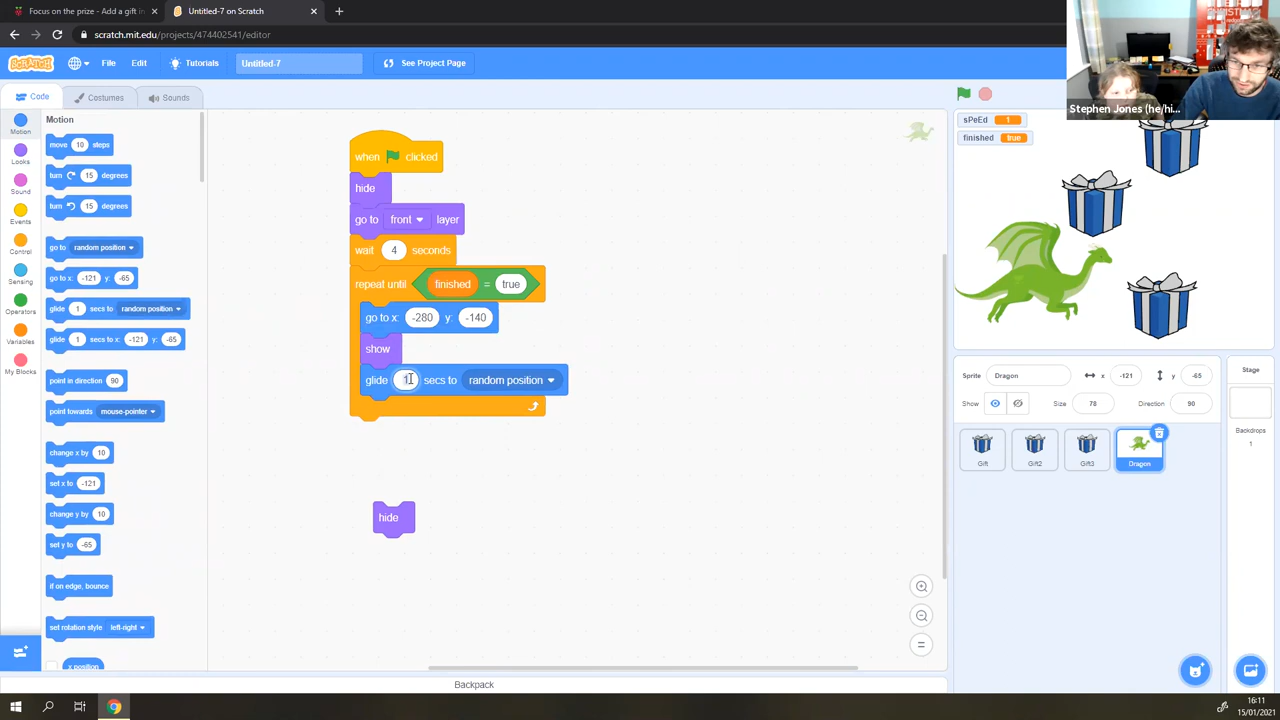 Focus on the prize - Add a gift in
Untitled-7 on Scratch
scratch.mit.edu/projects/474402541/editor
SCRATCH
File
Edit
Tutorials
Untitled-7
See Project Page
Stephen Jones (he/hi...
Code
Costumes
Sounds
Motion
Looks
Sound
Events
Control
Sensing
Operators
Variables
My Blocks
Motion
move 10 steps
turn 15 degrees
turn 15 degrees
go to random position
go to x: -121 y: -65
glide 1 secs to random position
glide 1 secs to x: -121 y: -65
point in direction 90
point towards mouse-pointer
change x by 10
set x to -121
change y by 10
set y to -65
if on edge, bounce
set rotation style left-right
x position
when clicked
hide
go to front layer
wait 4 seconds
repeat until finished = true
go to x: -280 y: -140
show
glide 1 secs to random position
hide
Backpack
sPeEd 1
finished true
Sprite Dragon x -121 y -65
Show Size 78 Direction 90
Gift
Gift2
Gift3
Dragon
Stage
Backdrops
1
16:11
15/01/2021